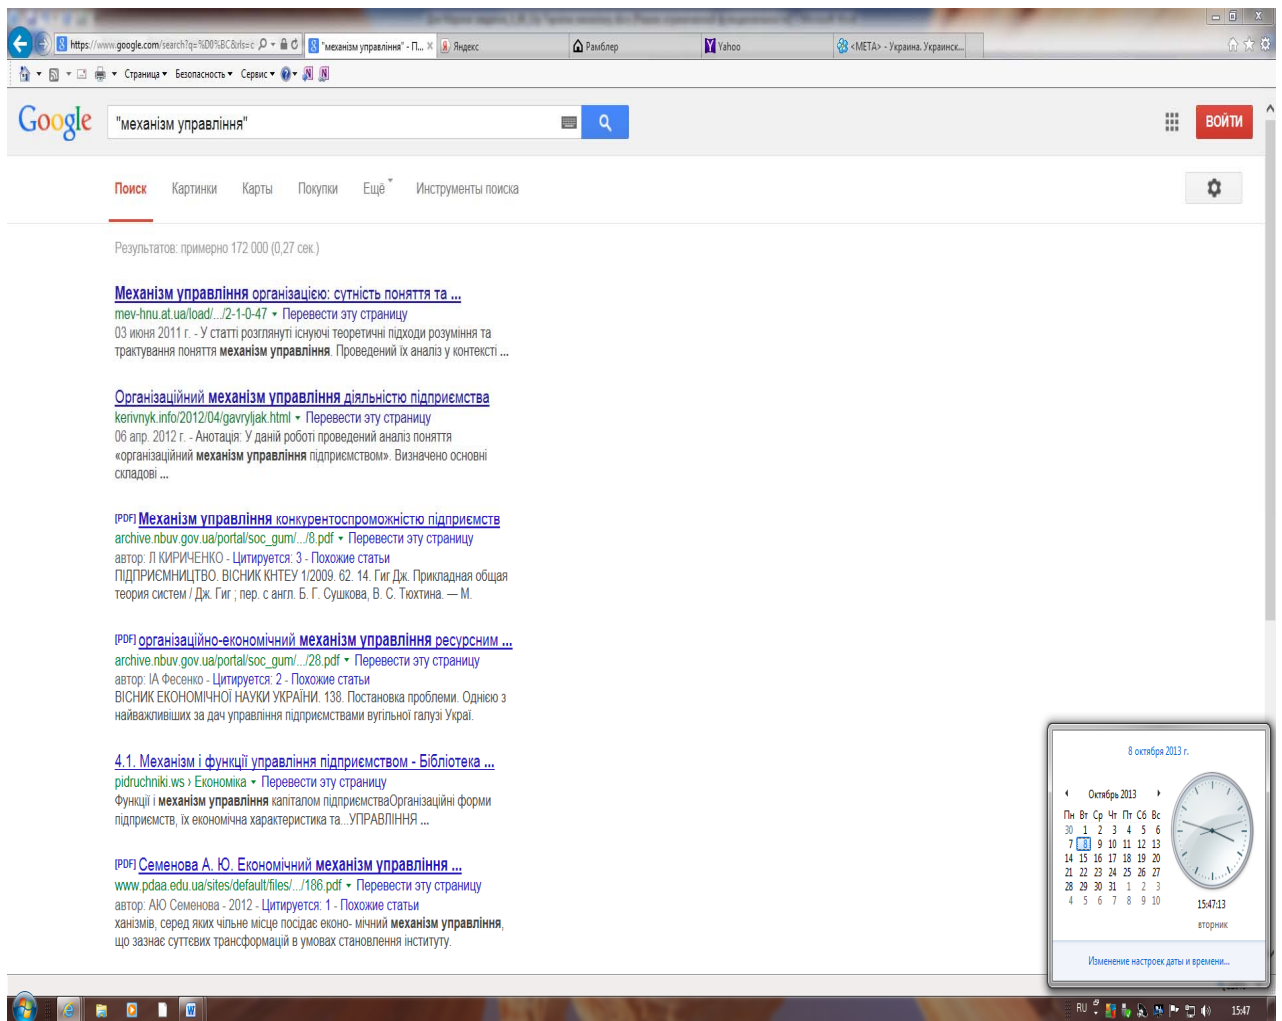 https://www.google.com/search?q=%D0%BC&rls=c
"механізм управління" - П...
Яндекс
Рамблер
Yahoo
<МЕТА> - Украина. Украинск...
Страница
Безопасность
Сервис
Google
"механізм управління"
ВОЙТИ
Поиск Картинки Карты Покупки Ещё Инструменты поиска
Результатов: примерно 172 000 (0,27 сек.)
Механізм управління організацією: сутність поняття та ...
mev-hnu.at.ua/load/.../2-1-0-47 Перевести эту страницу
03 июня 2011 г. - У статті розглянуті існуючі теоретичні підходи розуміння та
трактування поняття механізм управління. Проведений їх аналіз у контексті ...
Організаційний механізм управління діяльністю підприємства
kerivnyk.info/2012/04/gavryljak.html Перевести эту страницу
06 апр. 2012 г. - Анотація: У даній роботі проведений аналіз поняття
«організаційний механізм управління підприємством». Визначено основні
складові ...
[PDF] Механізм управління конкурентоспроможністю підприємств
archive.nbuv.gov.ua/portal/soc_gum/.../8.pdf Перевести эту страницу
автор: Л КИРИЧЕНКО - Цитируется: 3 - Похожие статьи
ПІДПРИЄМНИЦТВО. ВІСНИК КНТЕУ 1/2009. 62. 14. Гиг Дж. Прикладная общая
теория систем / Дж. Гиг ; пер. с англ. Б. Г. Сушкова, В. С. Тюхтина. — М.
[PDF] організаційно-економічний механізм управління ресурсним ...
archive.nbuv.gov.ua/portal/soc_gum/.../28.pdf Перевести эту страницу
автор: ІА Фесенко - Цитируется: 2 - Похожие статьи
ВІСНИК ЕКОНОМІЧНОЇ НАУКИ УКРАЇНИ. 138. Постановка проблеми. Однією з
найважливіших за дач управління підприємствами вугільної галузі Украї.
4.1. Механізм і функції управління підприємством - Бібліотека ...
pidruchniki.ws › Економіка Перевести эту страницу
Функції і механізм управління капіталом підприємстваОрганізаційні форми
підприємств, їх економічна характеристика та...УПРАВЛІННЯ ...
[PDF] Семенова А. Ю. Економічний механізм управління ...
www.pdaa.edu.ua/sites/default/files/.../186.pdf Перевести эту страницу
автор: АЮ Семенова - 2012 - Цитируется: 1 - Похожие статьи
ханізмів, серед яких чільне місце посідає еконо- мічний механізм управління,
що зазнає суттєвих трансформацій в умовах становлення інституту.
8 октября 2013 г.
Октябрь 2013
Пн Вт Ср Чт Пт Сб Вс
30 1 2 3 4 5 6
7 8 9 10 11 12 13
14 15 16 17 18 19 20
21 22 23 24 25 26 27
28 29 30 31 1 2 3
4 5 6 7 8 9 10
15:47:13
вторник
Изменение настроек даты и времени...
RU
15:47